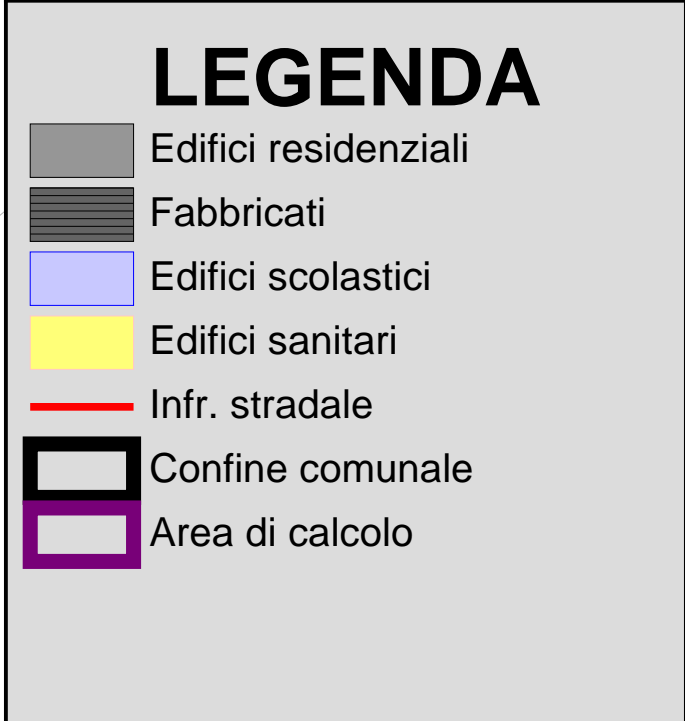 LEGENDA
Edifici residenziali
Fabbricati
Edifici scolastici
Edifici sanitari
Infr. stradale
Confine comunale
Area di calcolo